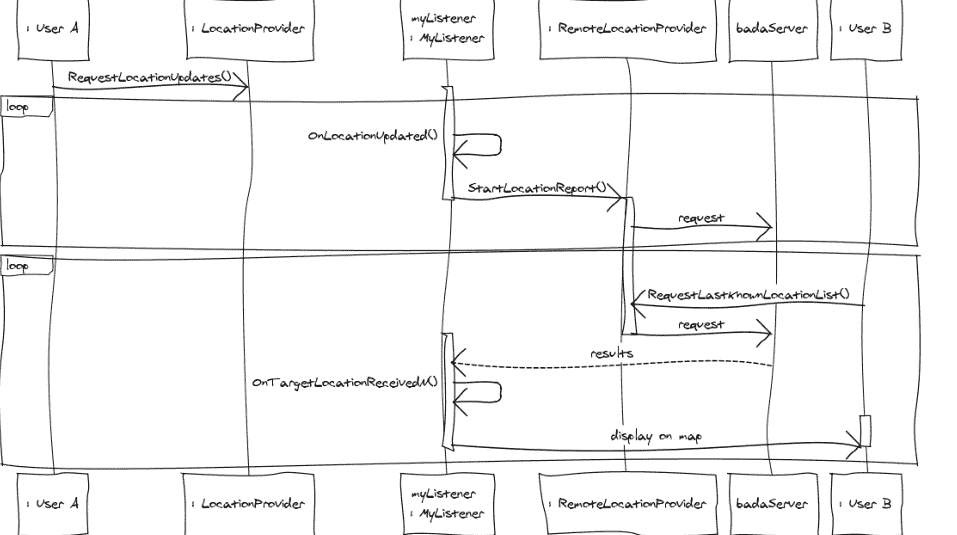 : User A
: LocationProvider
myListener
: MyListener
: RemoteLocationProvider
badaServer
: User B
RequestLocationUpdates()
loop
OnLocationUpdated()
StartLocationReport()
request
loop
RequestLastKnownLocationList()
request
results
OnTargetLocationReceivedN()
display on map
: User A
: LocationProvider
myListener
: MyListener
: RemoteLocationProvider
badaServer
: User B